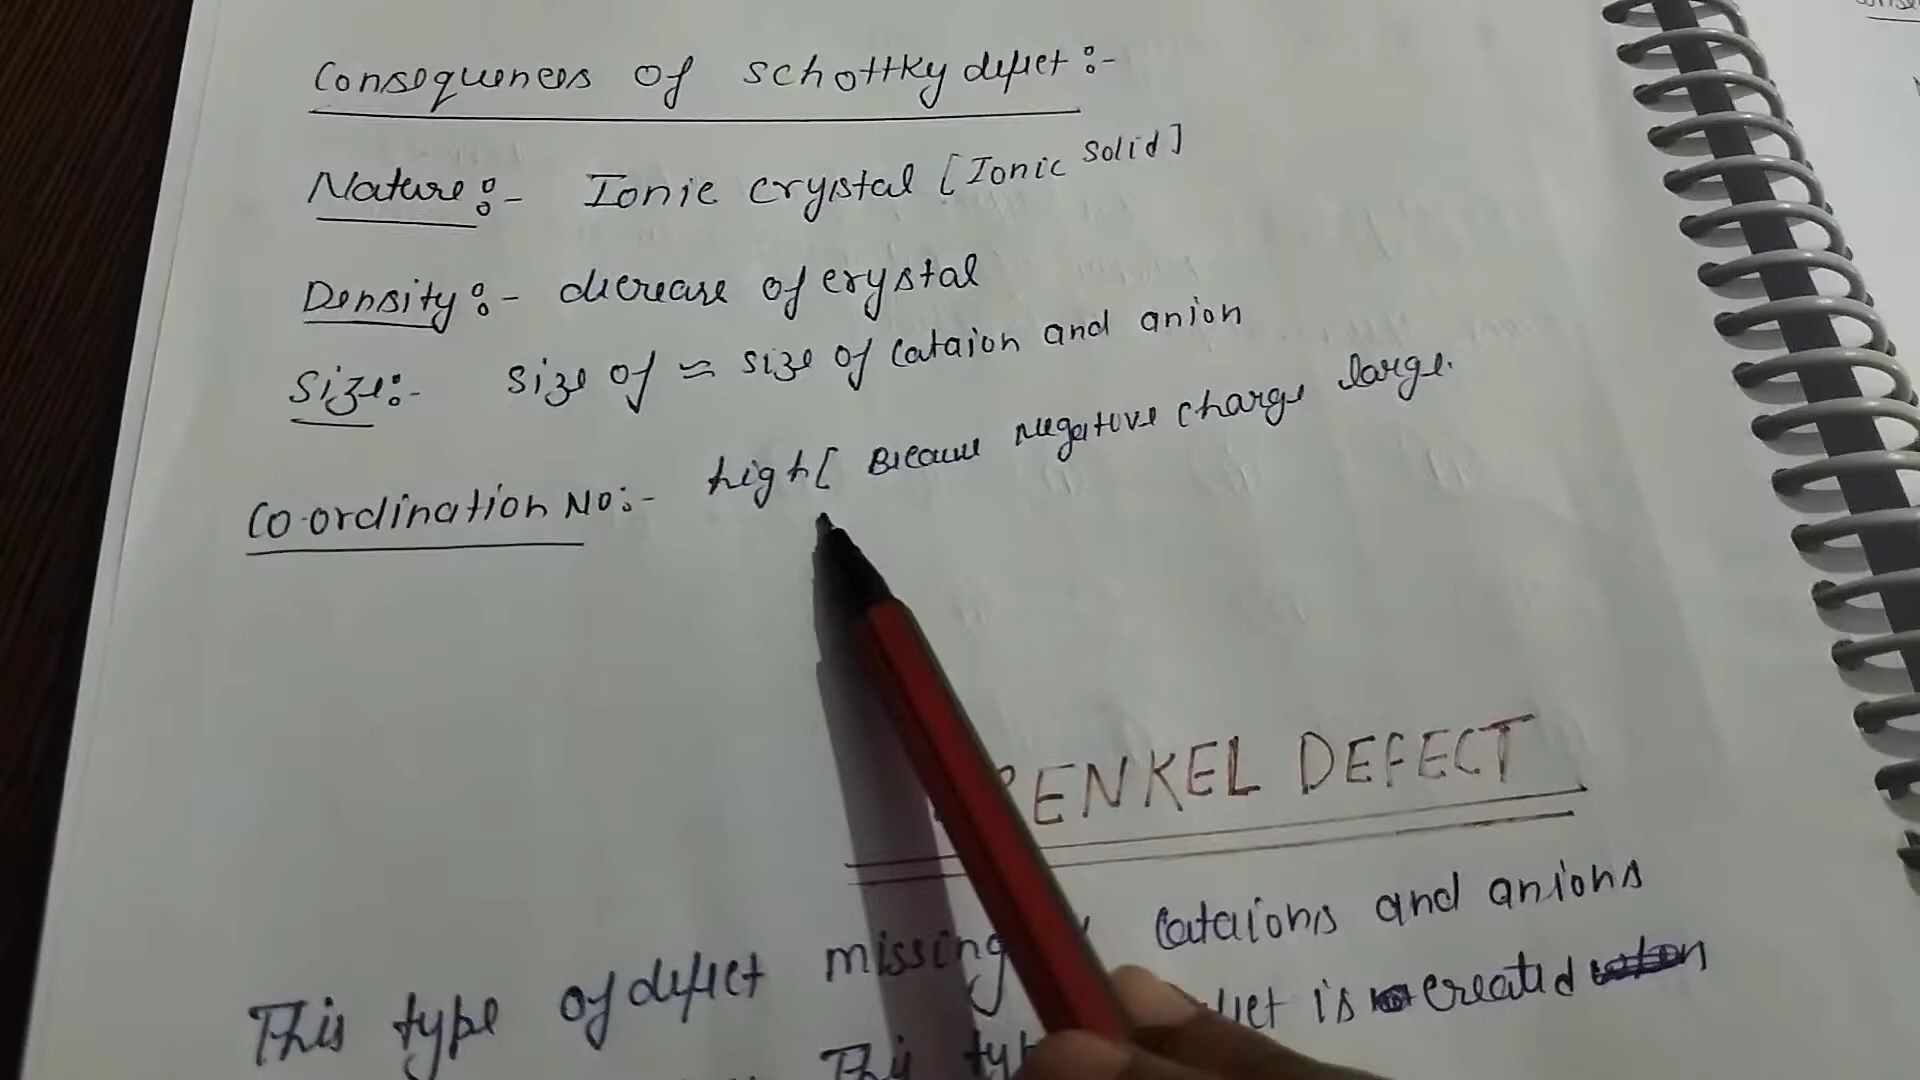 Consequences of schottky defect :-
Nature :- Ionic crystal [Ionic Solid]
Density :- decrease of crystal
Size :- Size of ≈ size of Cataion and anion
Co-ordination No :- high [ Because negative charge large.
RENKEL DEFECT
This type of defect missing cataions and anions
is created
This